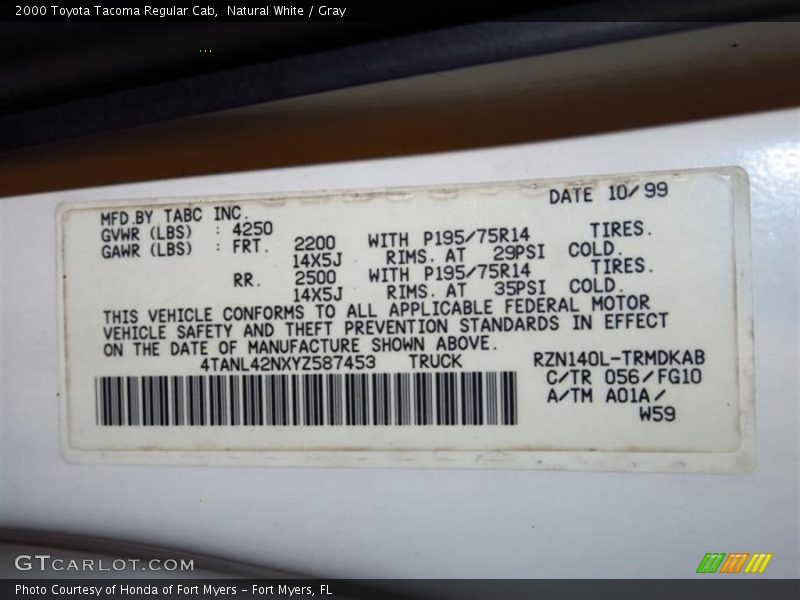 2000 Toyota Tacoma Regular Cab,  Natural White / Gray
DATE 10/99
MFD.BY TABC INC.
GVWR (LBS) : 4250
GAWR (LBS) : FRT. 2200 WITH P195/75R14 TIRES.
14X5J RIMS. AT 29PSI COLD.
RR. 2500 WITH P195/75R14 TIRES.
14X5J RIMS. AT 35PSI COLD.
THIS VEHICLE CONFORMS TO ALL APPLICABLE FEDERAL MOTOR
VEHICLE SAFETY AND THEFT PREVENTION STANDARDS IN EFFECT
ON THE DATE OF MANUFACTURE SHOWN ABOVE.
4TANL42NXYZ587453 TRUCK RZN140L-TRMDKAB
C/TR 056/FG10
A/TM A01A/
W59
GTCARLOT.COM
Photo Courtesy of Honda of Fort Myers - Fort Myers, FL